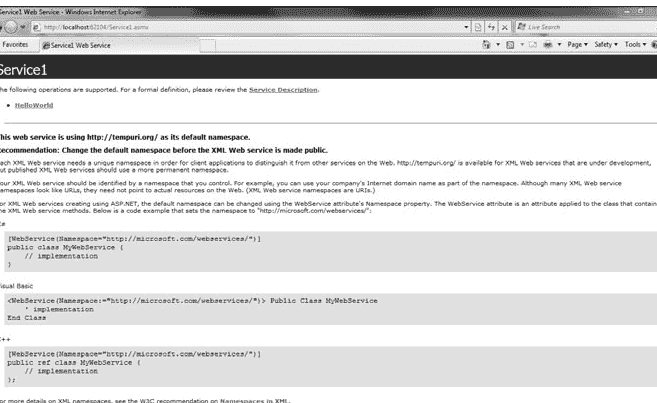 Service1 Web Service - Windows Internet Explorer
http://localhost:62104/Service1.asmx
Live Search
Favorites Service1 Web Service Page Safety Tools
Service1
The following operations are supported. For a formal definition, please review the Service Description.
HelloWorld
This web service is using http://tempuri.org/ as its default namespace.
Recommendation: Change the default namespace before the XML Web service is made public.
Each XML Web service needs a unique namespace in order for client applications to distinguish it from other services on the Web. http://tempuri.org/ is available for XML Web services that are under development,
but published XML Web services should use a more permanent namespace.
Your XML Web service should be identified by a namespace that you control. For example, you can use your company's Internet domain name as part of the namespace. Although many XML Web service
namespaces look like URLs, they need not point to actual resources on the Web. (XML Web service namespaces are URIs.)
For XML Web services creating using ASP.NET, the default namespace can be changed using the WebService attribute's Namespace property. The WebService attribute is an attribute applied to the class that contain
the XML Web service methods. Below is a code example that sets the namespace to "http://microsoft.com/webservices/":
C#
[WebService(Namespace="http://microsoft.com/webservices/")]
public class MyWebService {
// implementation
}
Visual Basic
<WebService(Namespace:="http://microsoft.com/webservices/")> Public Class MyWebService
' implementation
End Class
C++
[WebService(Namespace="http://microsoft.com/webservices/")]
public ref class MyWebService {
// implementation
};
For more details on XML namespaces, see the W3C recommendation on Namespaces in XML.